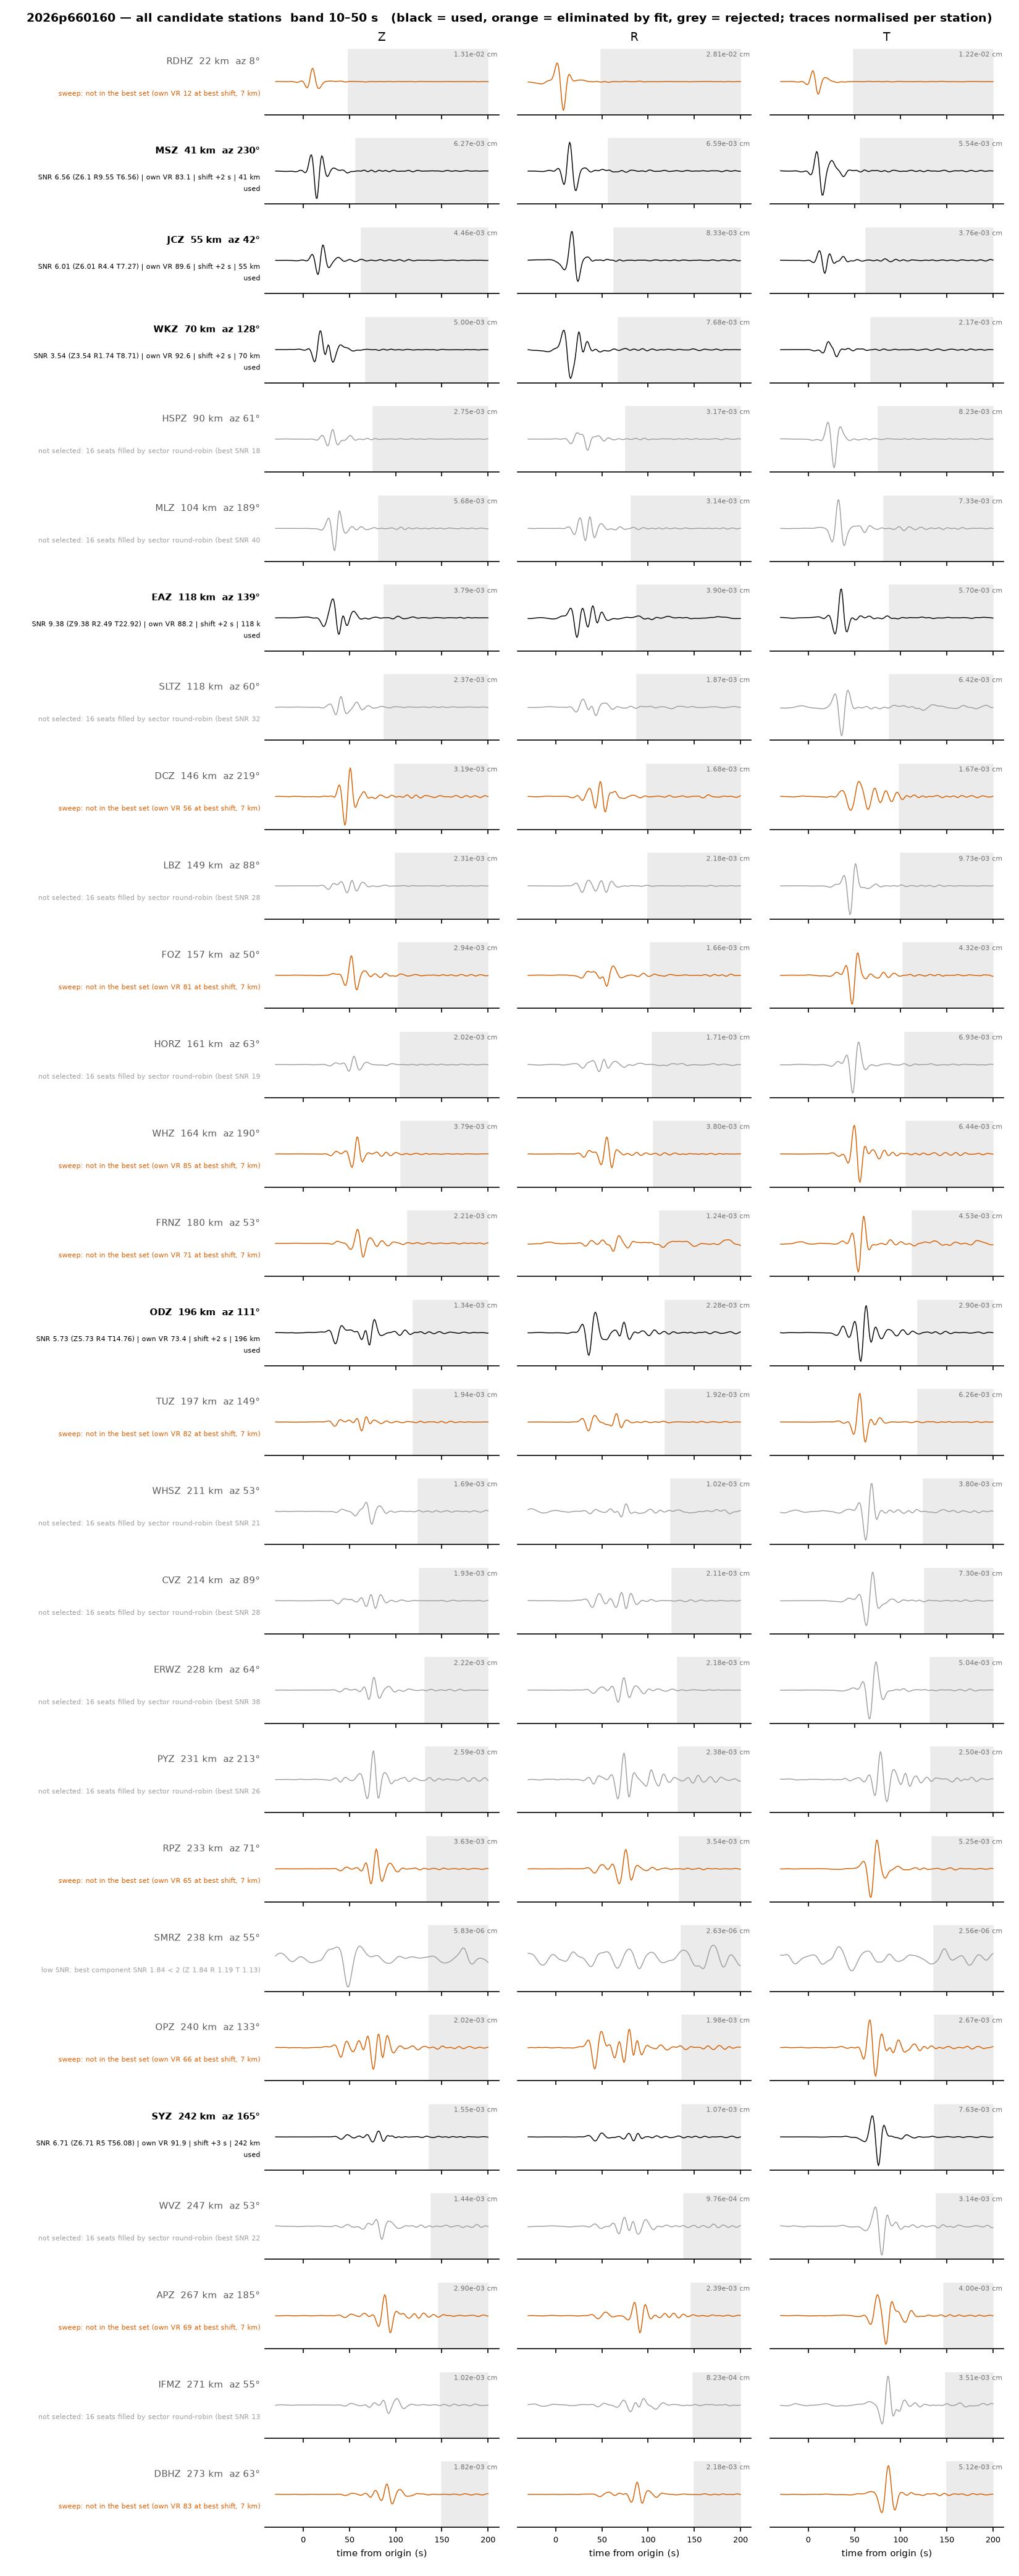 2026p660160 — all candidate stations  band 10–50 s   (black = used, orange = eliminated by fit, grey = rejected; traces normalised per station)
Z R T
RDHZ  22 km  az 8°
1.31e-02 cm 2.81e-02 cm 1.22e-02 cm
sweep: not in the best set (own VR 12 at best shift, 7 km)
MSZ  41 km  az 230°
6.27e-03 cm 6.59e-03 cm 5.54e-03 cm
SNR 6.56 (Z6.1 R9.55 T6.56) | own VR 83.1 | shift +2 s | 41 km
used
JCZ  55 km  az 42°
4.46e-03 cm 8.33e-03 cm 3.76e-03 cm
SNR 6.01 (Z6.01 R4.4 T7.27) | own VR 89.6 | shift +2 s | 55 km
used
WKZ  70 km  az 128°
5.00e-03 cm 7.68e-03 cm 2.17e-03 cm
SNR 3.54 (Z3.54 R1.74 T8.71) | own VR 92.6 | shift +2 s | 70 km
used
HSPZ  90 km  az 61°
2.75e-03 cm 3.17e-03 cm 8.23e-03 cm
not selected: 16 seats filled by sector round-robin (best SNR 18
MLZ  104 km  az 189°
5.68e-03 cm 3.14e-03 cm 7.33e-03 cm
not selected: 16 seats filled by sector round-robin (best SNR 40
EAZ  118 km  az 139°
3.79e-03 cm 3.90e-03 cm 5.70e-03 cm
SNR 9.38 (Z9.38 R2.49 T22.92) | own VR 88.2 | shift +2 s | 118 k
used
SLTZ  118 km  az 60°
2.37e-03 cm 1.87e-03 cm 6.42e-03 cm
not selected: 16 seats filled by sector round-robin (best SNR 32
DCZ  146 km  az 219°
3.19e-03 cm 1.68e-03 cm 1.67e-03 cm
sweep: not in the best set (own VR 56 at best shift, 7 km)
LBZ  149 km  az 88°
2.31e-03 cm 2.18e-03 cm 9.73e-03 cm
not selected: 16 seats filled by sector round-robin (best SNR 28
FOZ  157 km  az 50°
2.94e-03 cm 1.66e-03 cm 4.32e-03 cm
sweep: not in the best set (own VR 81 at best shift, 7 km)
HORZ  161 km  az 63°
2.02e-03 cm 1.71e-03 cm 6.93e-03 cm
not selected: 16 seats filled by sector round-robin (best SNR 19
WHZ  164 km  az 190°
3.79e-03 cm 3.80e-03 cm 6.44e-03 cm
sweep: not in the best set (own VR 85 at best shift, 7 km)
FRNZ  180 km  az 53°
2.21e-03 cm 1.24e-03 cm 4.53e-03 cm
sweep: not in the best set (own VR 71 at best shift, 7 km)
ODZ  196 km  az 111°
1.34e-03 cm 2.28e-03 cm 2.90e-03 cm
SNR 5.73 (Z5.73 R4 T14.76) | own VR 73.4 | shift +2 s | 196 km
used
TUZ  197 km  az 149°
1.94e-03 cm 1.92e-03 cm 6.26e-03 cm
sweep: not in the best set (own VR 82 at best shift, 7 km)
WHSZ  211 km  az 53°
1.69e-03 cm 1.02e-03 cm 3.80e-03 cm
not selected: 16 seats filled by sector round-robin (best SNR 21
CVZ  214 km  az 89°
1.93e-03 cm 2.11e-03 cm 7.30e-03 cm
not selected: 16 seats filled by sector round-robin (best SNR 28
ERWZ  228 km  az 64°
2.22e-03 cm 2.18e-03 cm 5.04e-03 cm
not selected: 16 seats filled by sector round-robin (best SNR 38
PYZ  231 km  az 213°
2.59e-03 cm 2.38e-03 cm 2.50e-03 cm
not selected: 16 seats filled by sector round-robin (best SNR 26
RPZ  233 km  az 71°
3.63e-03 cm 3.54e-03 cm 5.25e-03 cm
sweep: not in the best set (own VR 65 at best shift, 7 km)
SMRZ  238 km  az 55°
5.83e-06 cm 2.63e-06 cm 2.56e-06 cm
low SNR: best component SNR 1.84 < 2 (Z 1.84 R 1.19 T 1.13)
OPZ  240 km  az 133°
2.02e-03 cm 1.98e-03 cm 2.67e-03 cm
sweep: not in the best set (own VR 66 at best shift, 7 km)
SYZ  242 km  az 165°
1.55e-03 cm 1.07e-03 cm 7.63e-03 cm
SNR 6.71 (Z6.71 R5 T56.08) | own VR 91.9 | shift +3 s | 242 km
used
WVZ  247 km  az 53°
1.44e-03 cm 9.76e-04 cm 3.14e-03 cm
not selected: 16 seats filled by sector round-robin (best SNR 22
APZ  267 km  az 185°
2.90e-03 cm 2.39e-03 cm 4.00e-03 cm
sweep: not in the best set (own VR 69 at best shift, 7 km)
IFMZ  271 km  az 55°
1.02e-03 cm 8.23e-04 cm 3.51e-03 cm
not selected: 16 seats filled by sector round-robin (best SNR 13
DBHZ  273 km  az 63°
1.82e-03 cm 2.18e-03 cm 5.12e-03 cm
sweep: not in the best set (own VR 83 at best shift, 7 km)
0 50 100 150 200 0 50 100 150 200 0 50 100 150 200
time from origin (s) time from origin (s) time from origin (s)